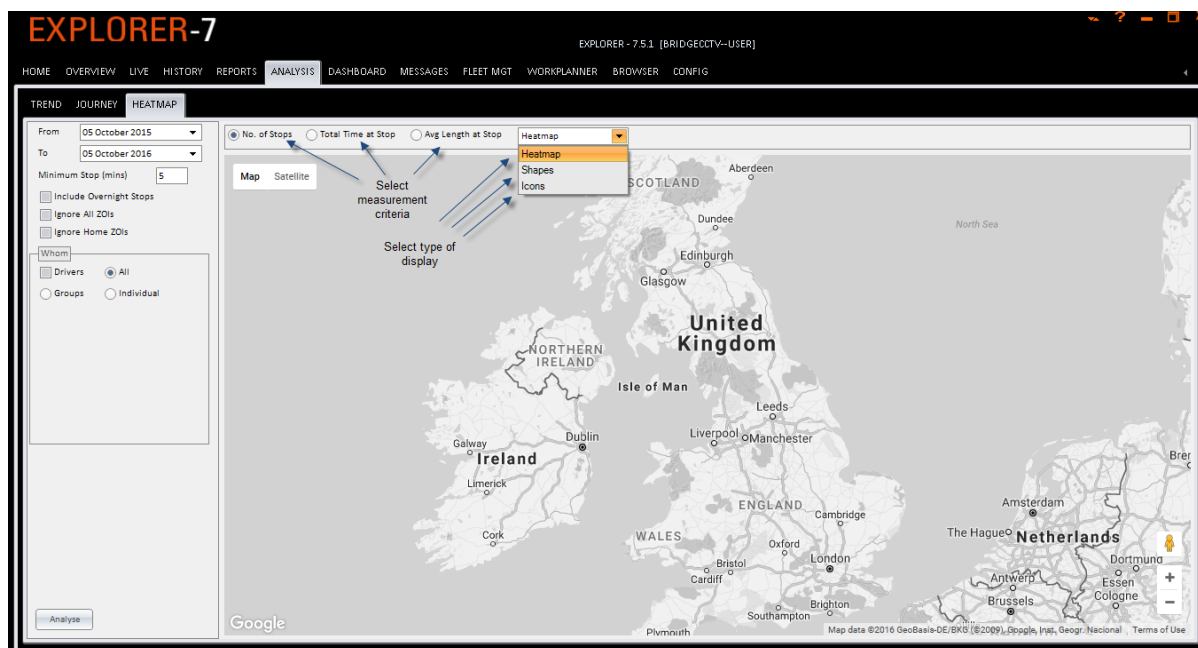 EXPLORER-7
EXPLORER - 7.5.1 [BRIDGECCTV--USER]
HOME OVERVIEW LIVE HISTORY REPORTS ANALYSIS DASHBOARD MESSAGES FLEET MGT WORKPLANNER BROWSER CONFIG
TREND JOURNEY HEATMAP
From 05 October 2015
To 05 October 2016
Minimum Stop (mins) 5
Include Overnight Stops
Ignore All ZOIs
Ignore Home ZOIs
Whom
Drivers All
Groups Individual
Analyse
No. of Stops Total Time at Stop Avg Length at Stop Heatmap
Heatmap
Shapes
Icons
Map Satellite
Select
measurement
criteria
Select type of
display
SCOTLAND
Aberdeen
Dundee
North Sea
Edinburgh
Glasgow
United
Kingdom
NORTHERN
IRELAND
Isle of Man
Leeds
Liverpool
Manchester
Galway
Dublin
Ireland
Limerick
Cork
ENGLAND
Cambridge
WALES
Oxford
London
Bristol
Cardiff
Brighton
Southampton
Plymouth
Amsterdam
The Hague
Netherlands
Dortmund
Antwerp
Essen
Brussels
Cologne
Brer
+
−
Google
Map data ©2016 GeoBasis-DE/BKG (©2009), Google, Inst. Geogr. Nacional Terms of Use